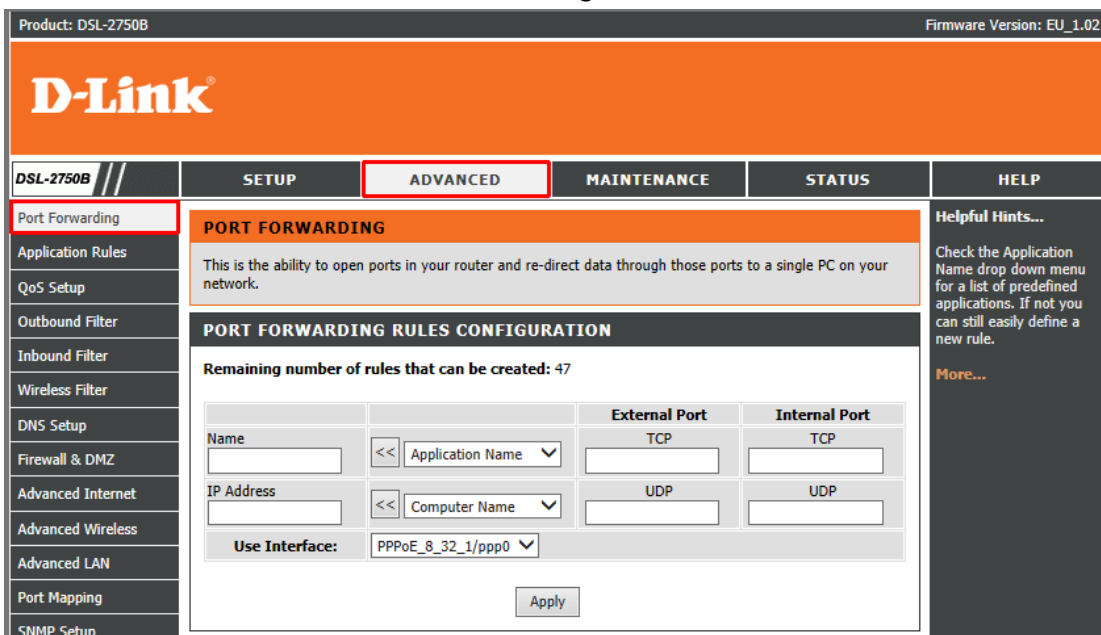 Product: DSL-2750B
Firmware Version: EU_1.02
D-Link®
DSL-2750B
SETUP
ADVANCED
MAINTENANCE
STATUS
HELP
Port Forwarding
Application Rules
QoS Setup
Outbound Filter
Inbound Filter
Wireless Filter
DNS Setup
Firewall & DMZ
Advanced Internet
Advanced Wireless
Advanced LAN
Port Mapping
SNMP Setup
PORT FORWARDING
This is the ability to open ports in your router and re-direct data through those ports to a single PC on your
network.
PORT FORWARDING RULES CONFIGURATION
Remaining number of rules that can be created: 47
External Port
Internal Port
Name
<<
Application Name
TCP
TCP
IP Address
<<
Computer Name
UDP
UDP
Use Interface:
PPPoE_8_32_1/ppp0
Apply
Helpful Hints...
Check the Application
Name drop down menu
for a list of predefined
applications. If not you
can still easily define a
new rule.
More...